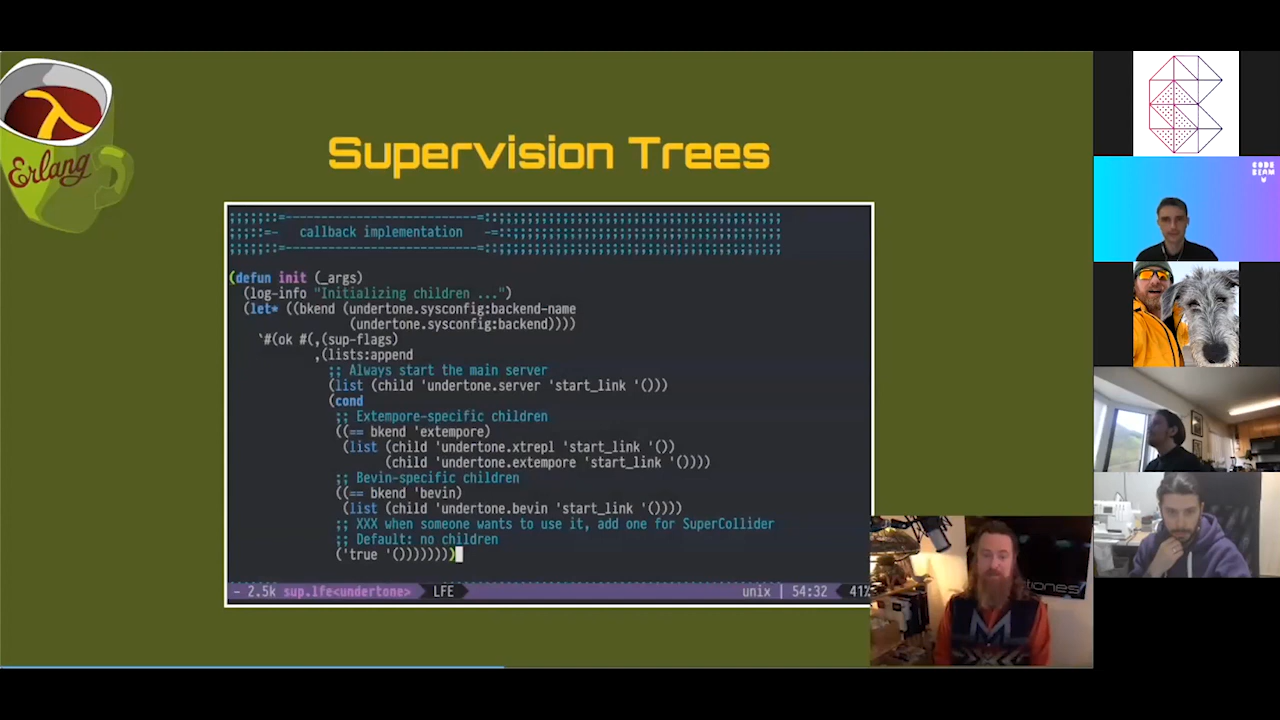 Erlang
Supervision Trees
;;;;;::=--------------------------=::;;;;;;;;;;;;;;;;;;;;;;;;;;;;;;;;;;;;;;;
;;;;::=-   callback implementation   -=::;;;;;;;;;;;;;;;;;;;;;;;;;;;;;;;;;;;
;;;;;::=--------------------------=::;;;;;;;;;;;;;;;;;;;;;;;;;;;;;;;;;;;;;;;
(defun init (_args)
  (log-info "Initializing children ...")
  (let* ((bkend (undertone.sysconfig:backend-name
                 (undertone.sysconfig:backend))))
    `#(ok #(,(sup-flags)
            ,(lists:append
              ;; Always start the main server
              (list (child 'undertone.server 'start_link '()))
              (cond
               ;; Extempore-specific children
               ((== bkend 'extempore)
                (list (child 'undertone.xtrepl 'start_link '())
                      (child 'undertone.extempore 'start_link '())))
               ;; Bevin-specific children
               ((== bkend 'bevin)
                (list (child 'undertone.bevin 'start_link '())))
               ;; XXX when someone wants to use it, add one for SuperCollider
               ;; Default: no children
               ('true '()))))))))
- 2.5k sup.lfe<undertone> LFE unix | 54:32 41%
CODE
BEAM
V